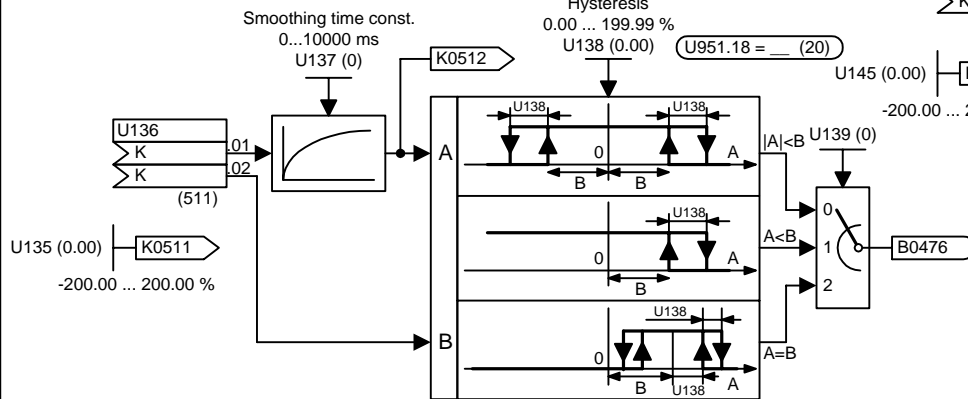 Hysteresis
Smoothing time const.
0.00 ... 199.99 %
K
0...10000 ms
U138 (0.00)
U951.18 = __ (20)
U137 (0)
K0512
U145 (0.00)
U138
U138
-200.00 ... 2
U136
U139 (0)
K
.01
A
0
A
|A|<B
K
.02
B
B
(511)
0
U138
U135 (0.00)
K0511
A<B
1
B0476
0
A
-200.00 ... 200.00 %
B
2
U138
B
0
A=B
B
U138
A